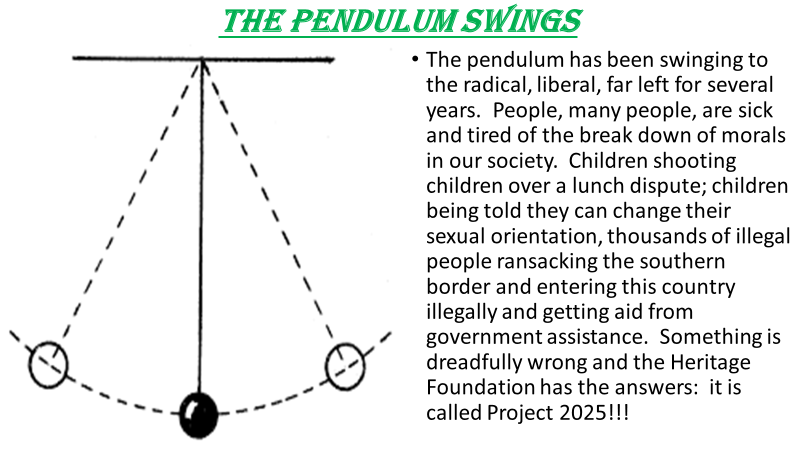 THE PENDULUM SWINGS
• The pendulum has been swinging to
the radical, liberal, far left for several
years.  People, many people, are sick
and tired of the break down of morals
in our society.  Children shooting
children over a lunch dispute; children
being told they can change their
sexual orientation, thousands of illegal
people ransacking the southern
border and entering this country
illegally and getting aid from
government assistance.  Something is
dreadfully wrong and the Heritage
Foundation has the answers:  it is
called Project 2025!!!